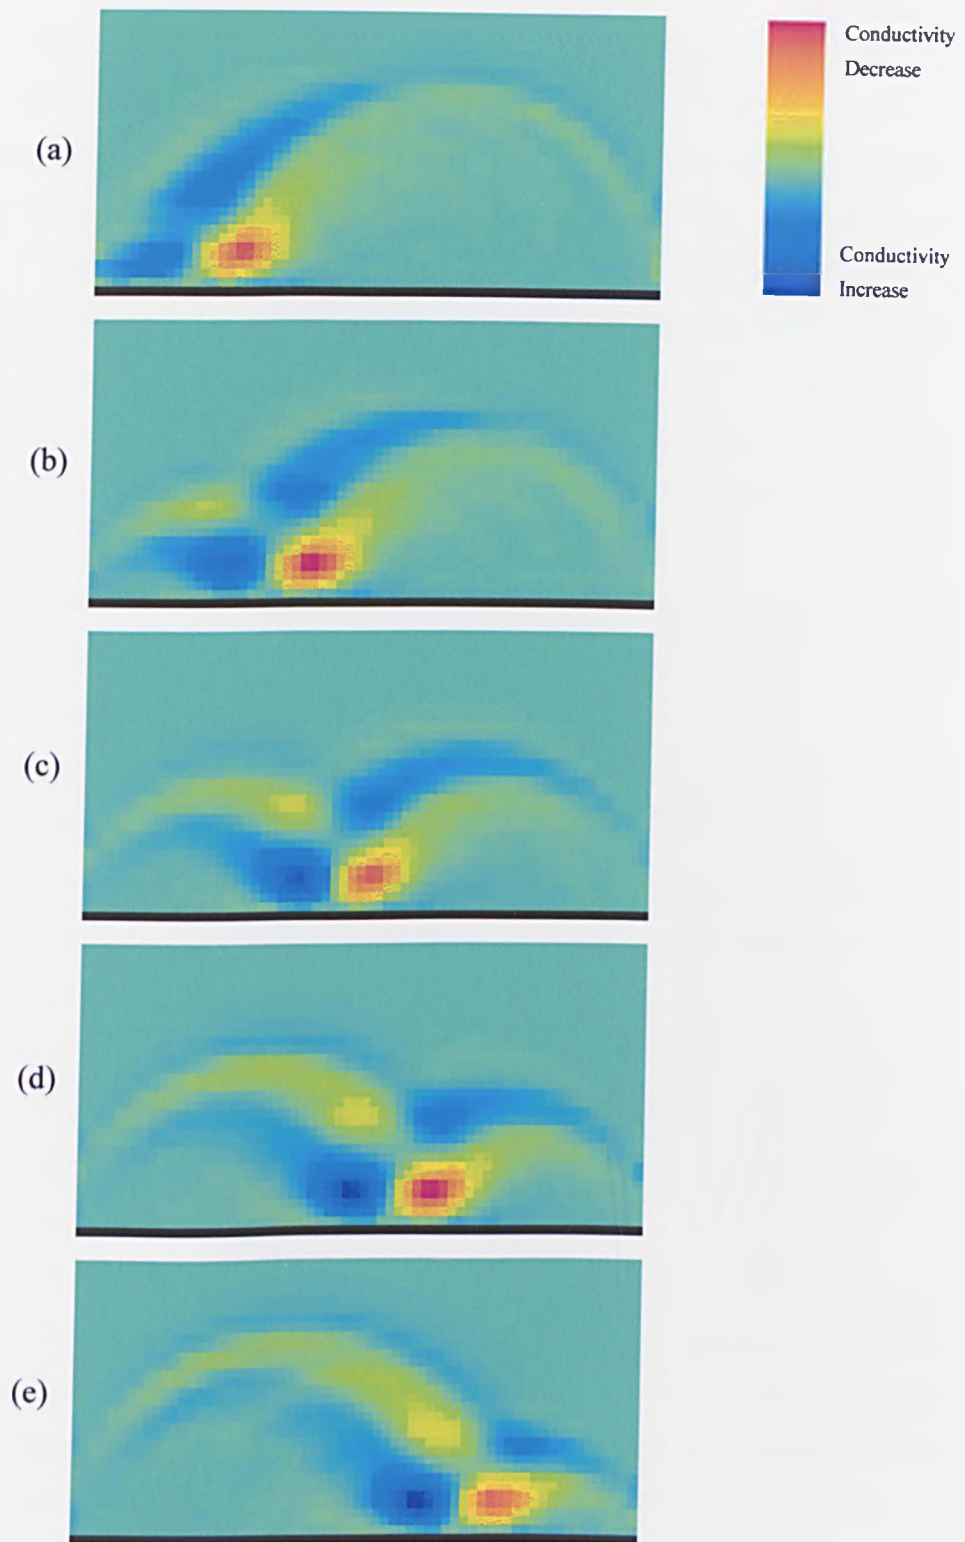 (a)
Conductivity
Decrease
Conductivity
Increase
(b)
(c)
(d)
(e)